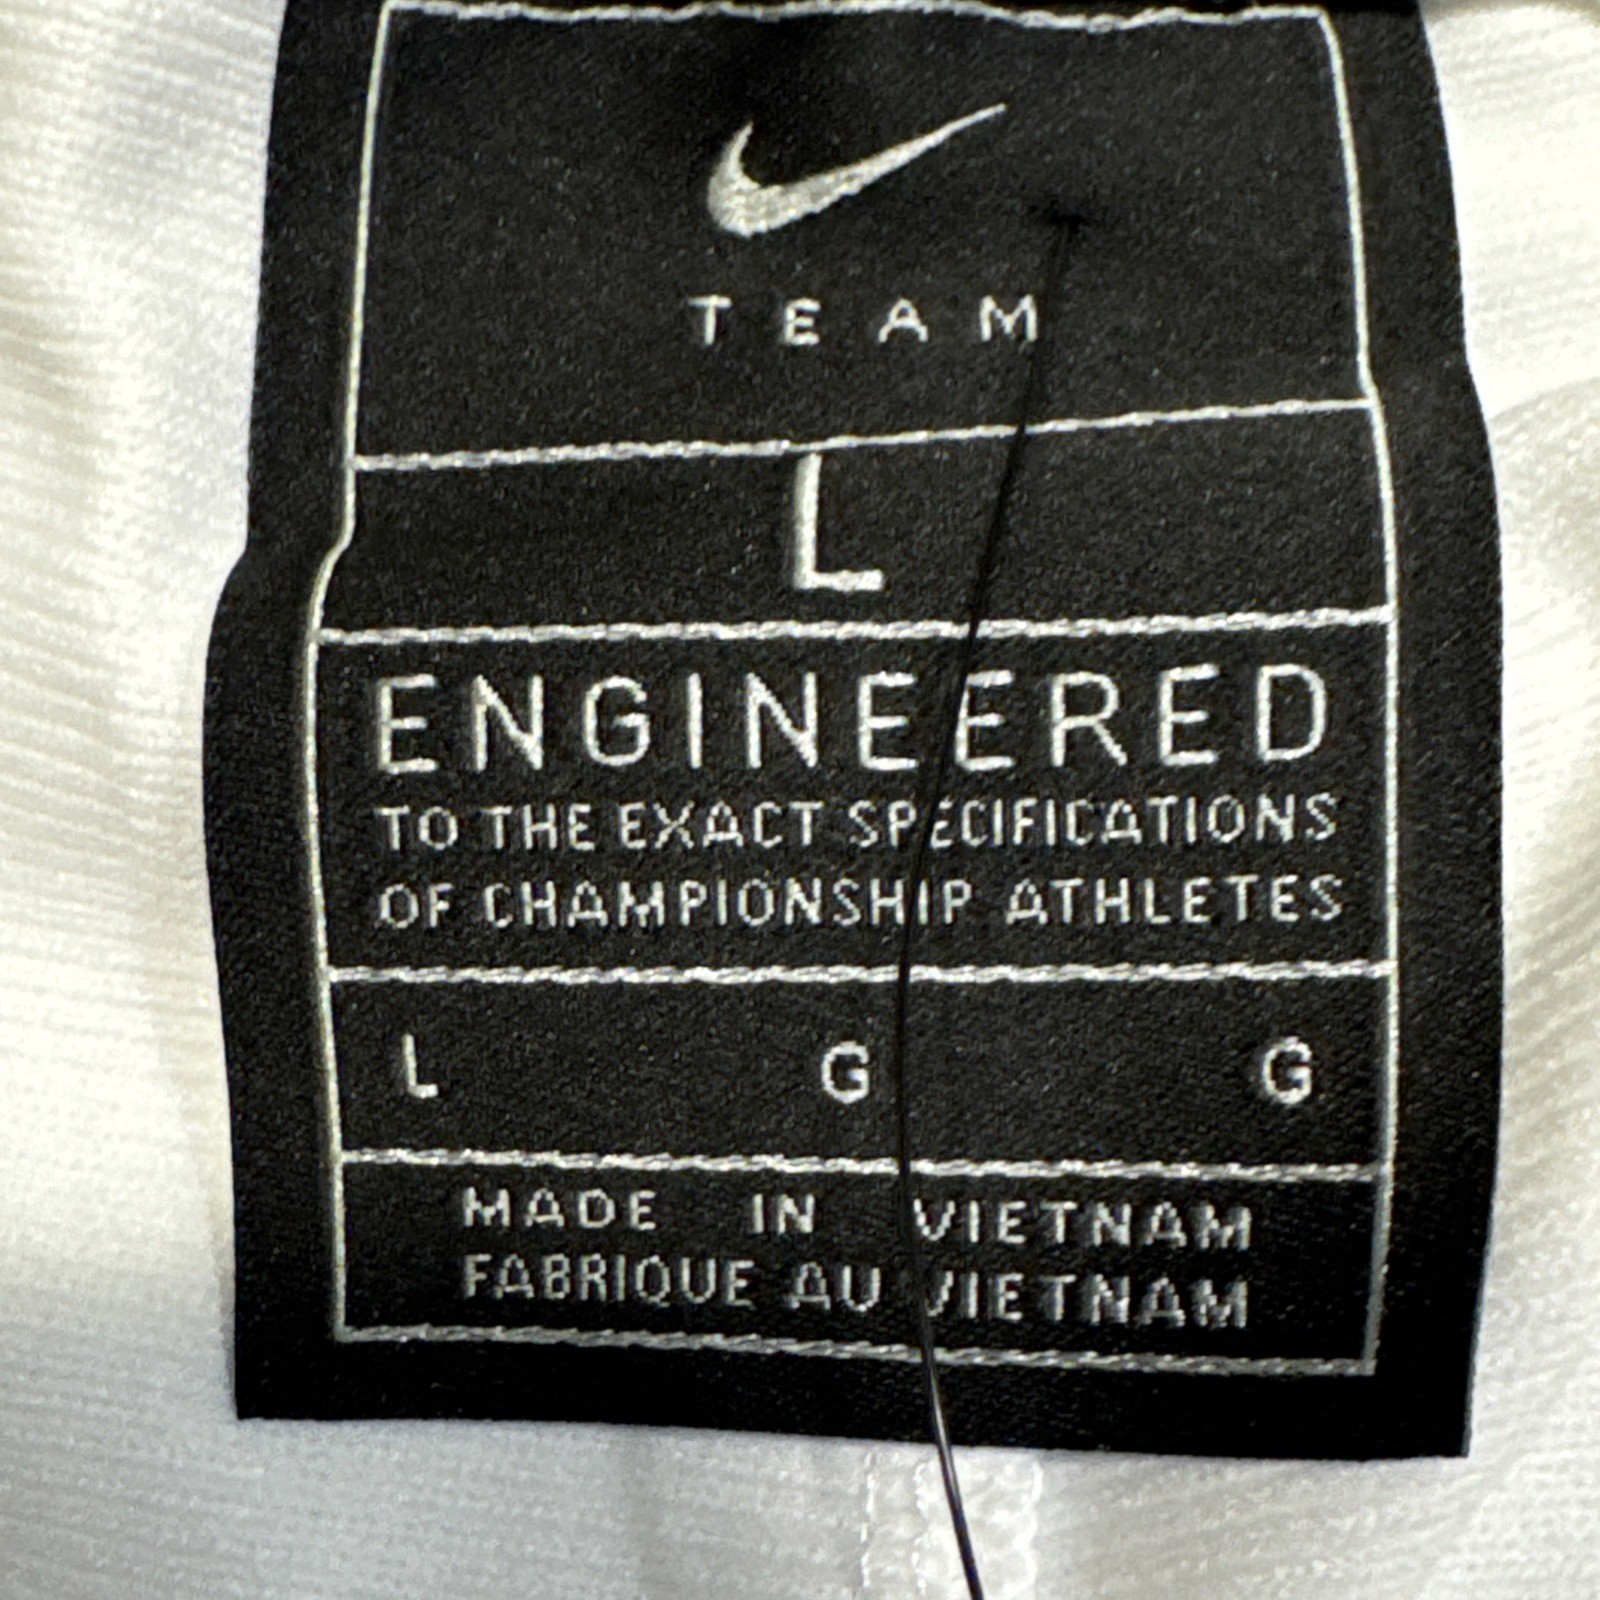 TEAM
L
ENGINEERED
TO THE EXACT SPECIFICATIONS
OF CHAMPIONSHIP ATHLETES
L G G
MADE IN VIETNAM
FABRIQUE AU VIETNAM